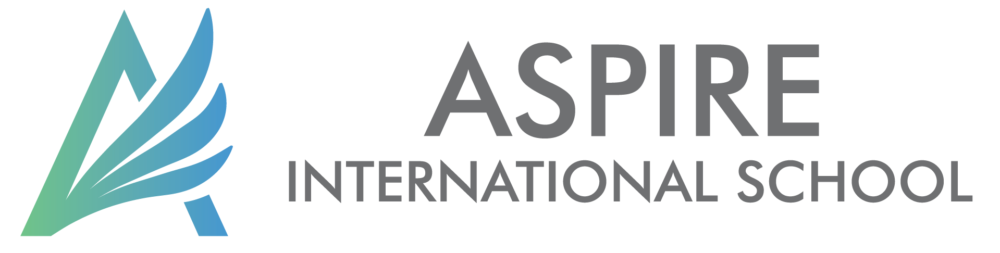 ASPIRE
INTERNATIONAL SCHOOL